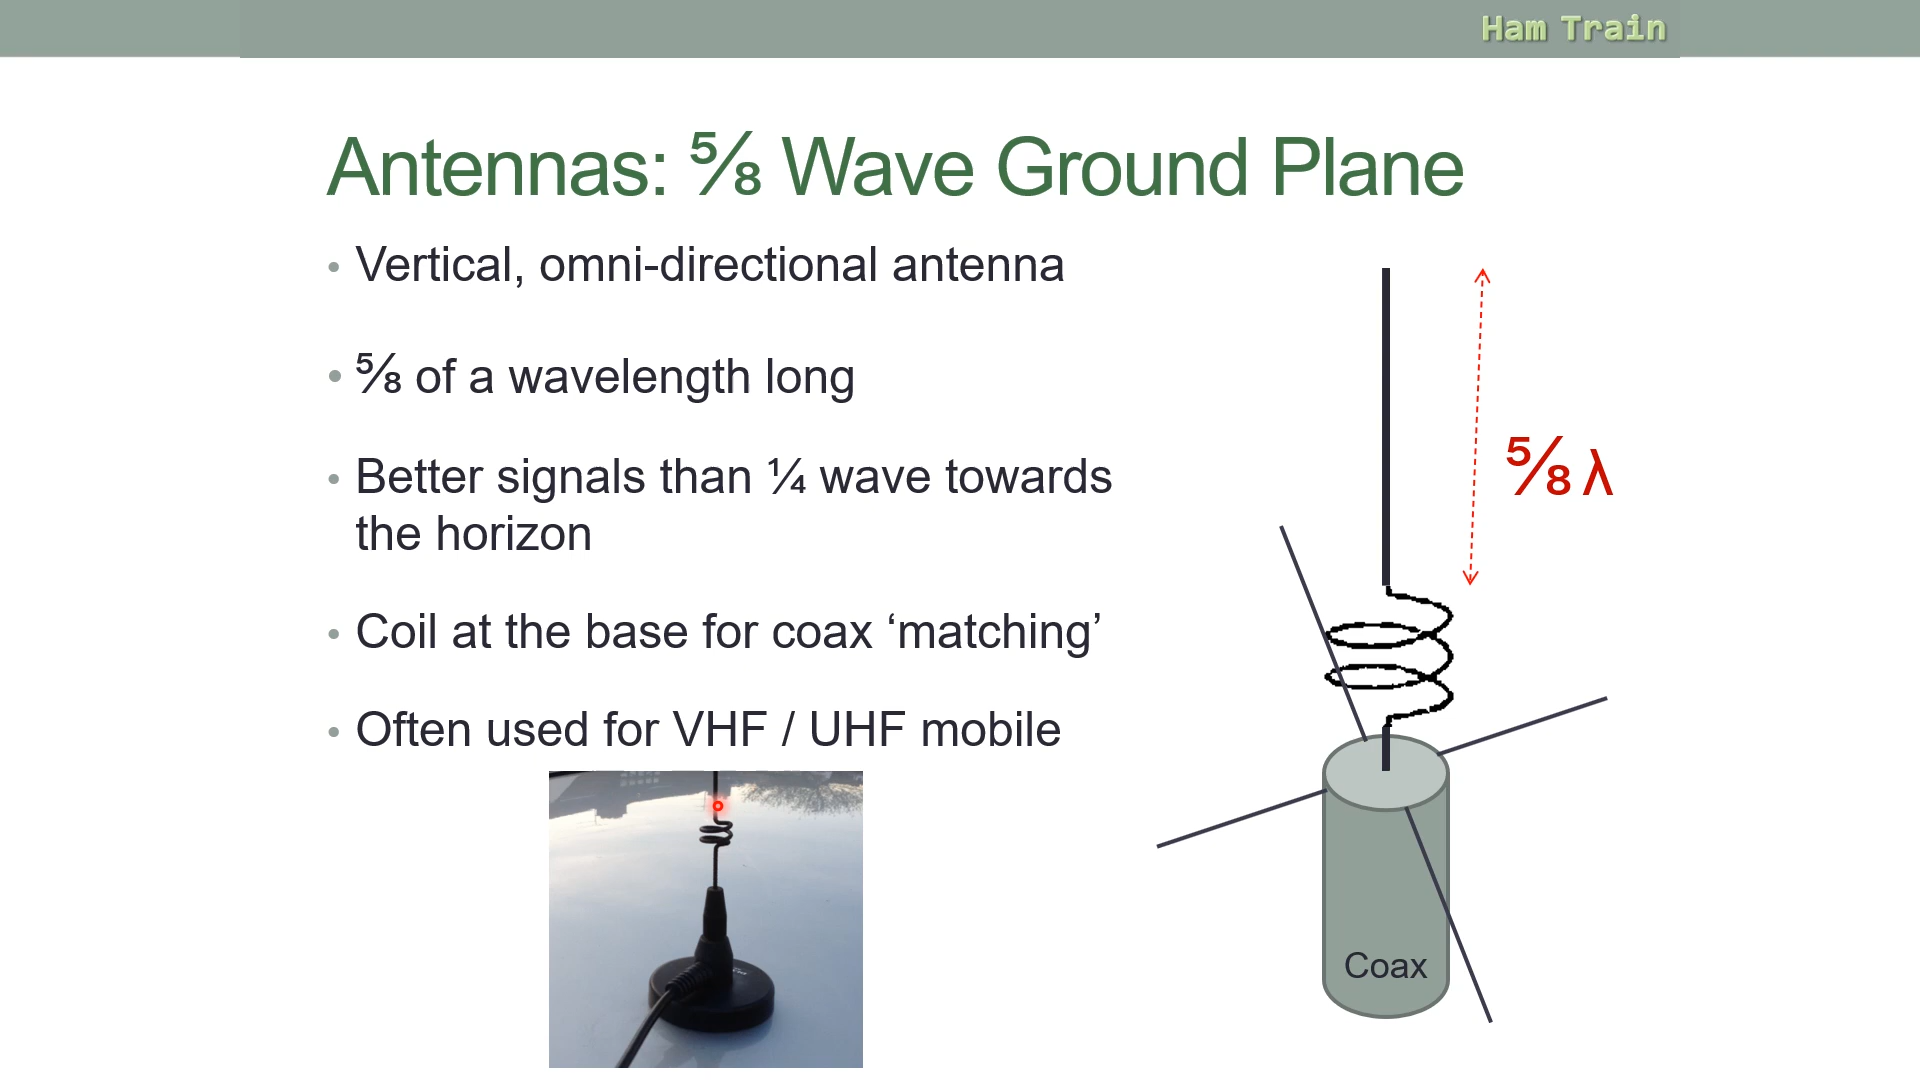 Ham Train
Antennas: ⅝ Wave Ground Plane
• Vertical, omni-directional antenna
• ⅝ of a wavelength long
• Better signals than ¼ wave towards
the horizon
• Coil at the base for coax ‘matching’
• Often used for VHF / UHF mobile
⅝ λ
Coax